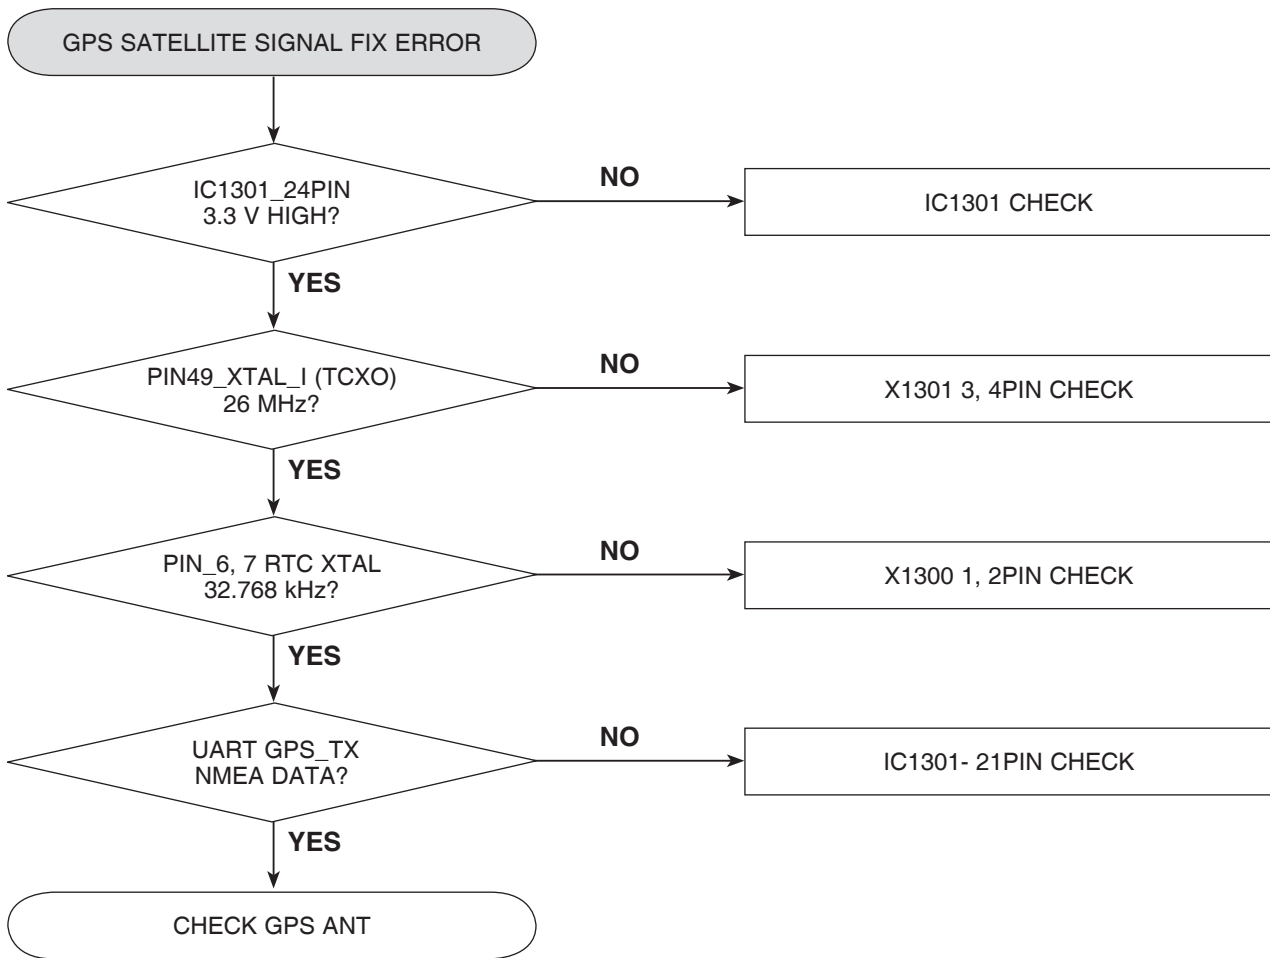 GPS SATELLITE SIGNAL FIX ERROR
IC1301_24PIN
3.3 V HIGH?
NO
IC1301 CHECK
YES
PIN49_XTAL_I (TCXO)
26 MHz?
NO
X1301 3, 4PIN CHECK
YES
PIN_6, 7 RTC XTAL
32.768 kHz?
NO
X1300 1, 2PIN CHECK
YES
UART GPS_TX
NMEA DATA?
NO
IC1301- 21PIN CHECK
YES
CHECK GPS ANT